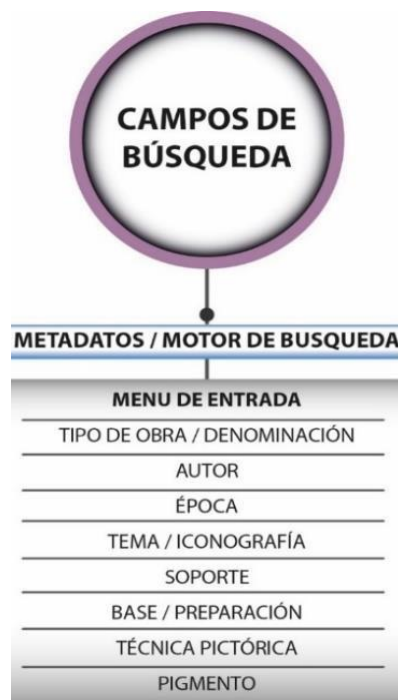 CAMPOS DE
BÚSQUEDA
METADATOS / MOTOR DE BUSQUEDA
MENU DE ENTRADA
TIPO DE OBRA / DENOMINACIÓN
AUTOR
ÉPOCA
TEMA / ICONOGRAFÍA
SOPORTE
BASE / PREPARACIÓN
TÉCNICA PICTÓRICA
PIGMENTO